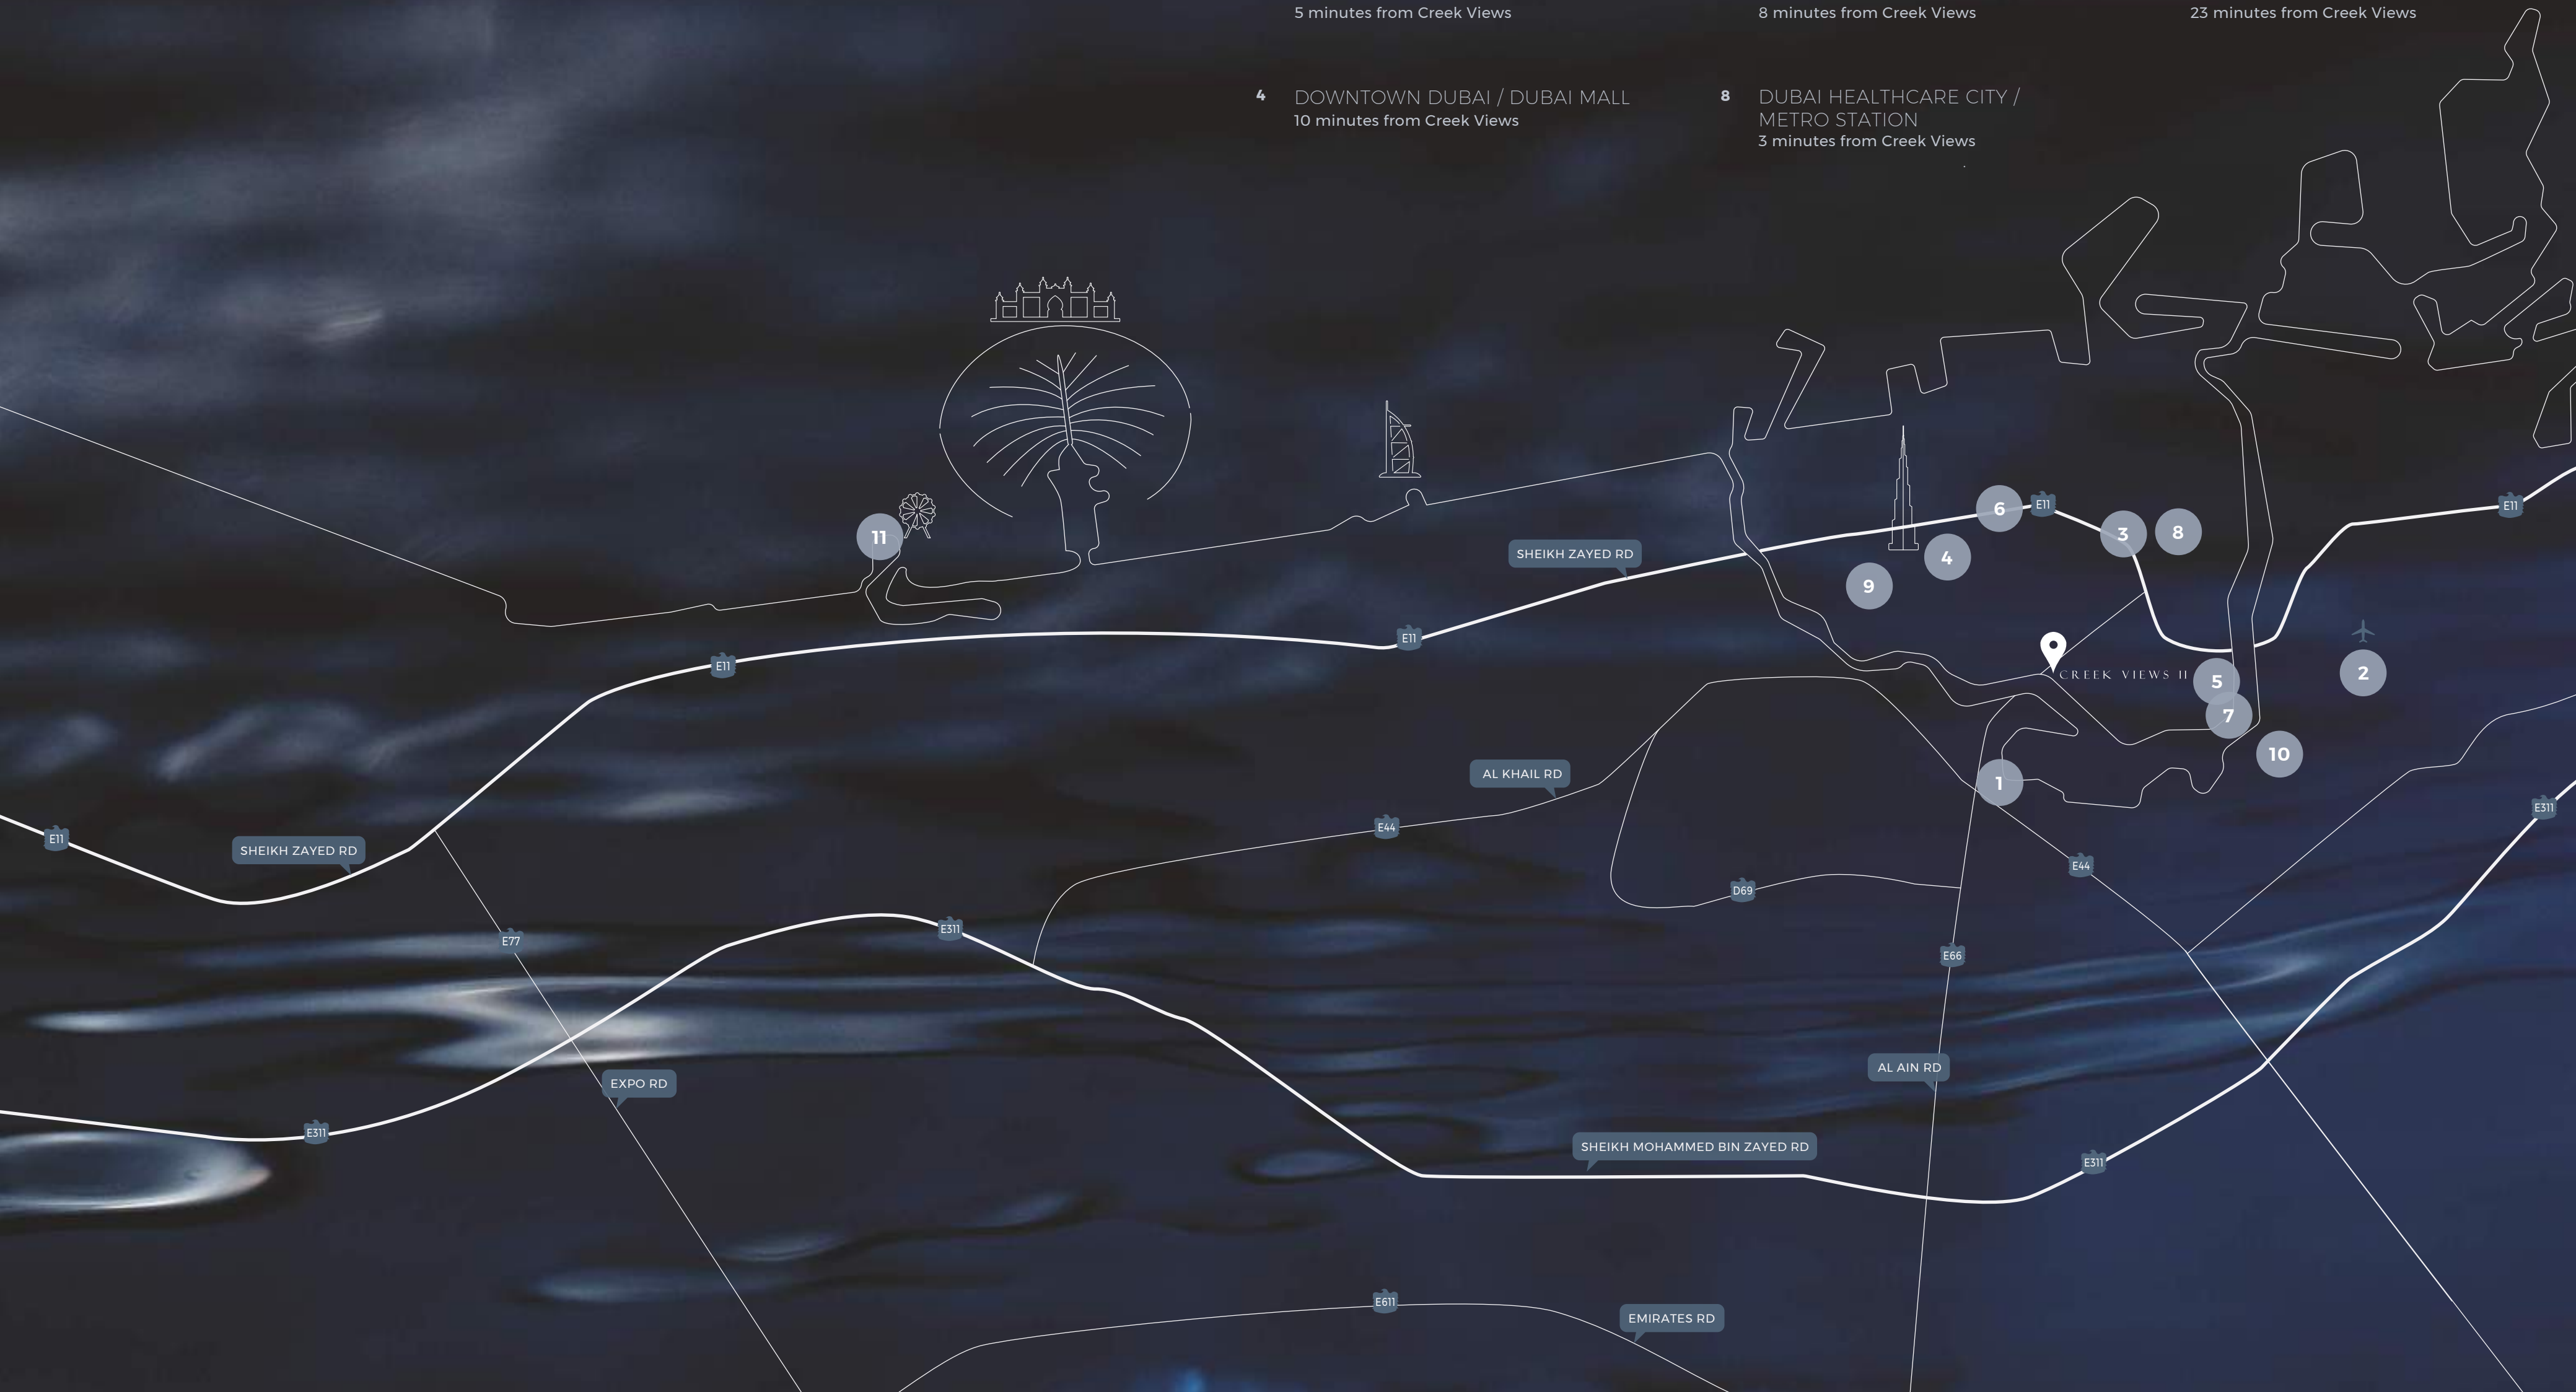 5 minutes from Creek Views
8 minutes from Creek Views
23 minutes from Creek Views
4 DOWNTOWN DUBAI / DUBAI MALL
10 minutes from Creek Views
8 DUBAI HEALTHCARE CITY /
METRO STATION
3 minutes from Creek Views
6
E11
E11
11
3
8
SHEIKH ZAYED RD
4
9
E11
E11
CREEK VIEWS II
5
2
7
10
AL KHAIL RD
1
E311
E44
E11
SHEIKH ZAYED RD
E44
D69
E311
E77
E66
AL AIN RD
EXPO RD
E311
SHEIKH MOHAMMED BIN ZAYED RD
E311
E611
EMIRATES RD